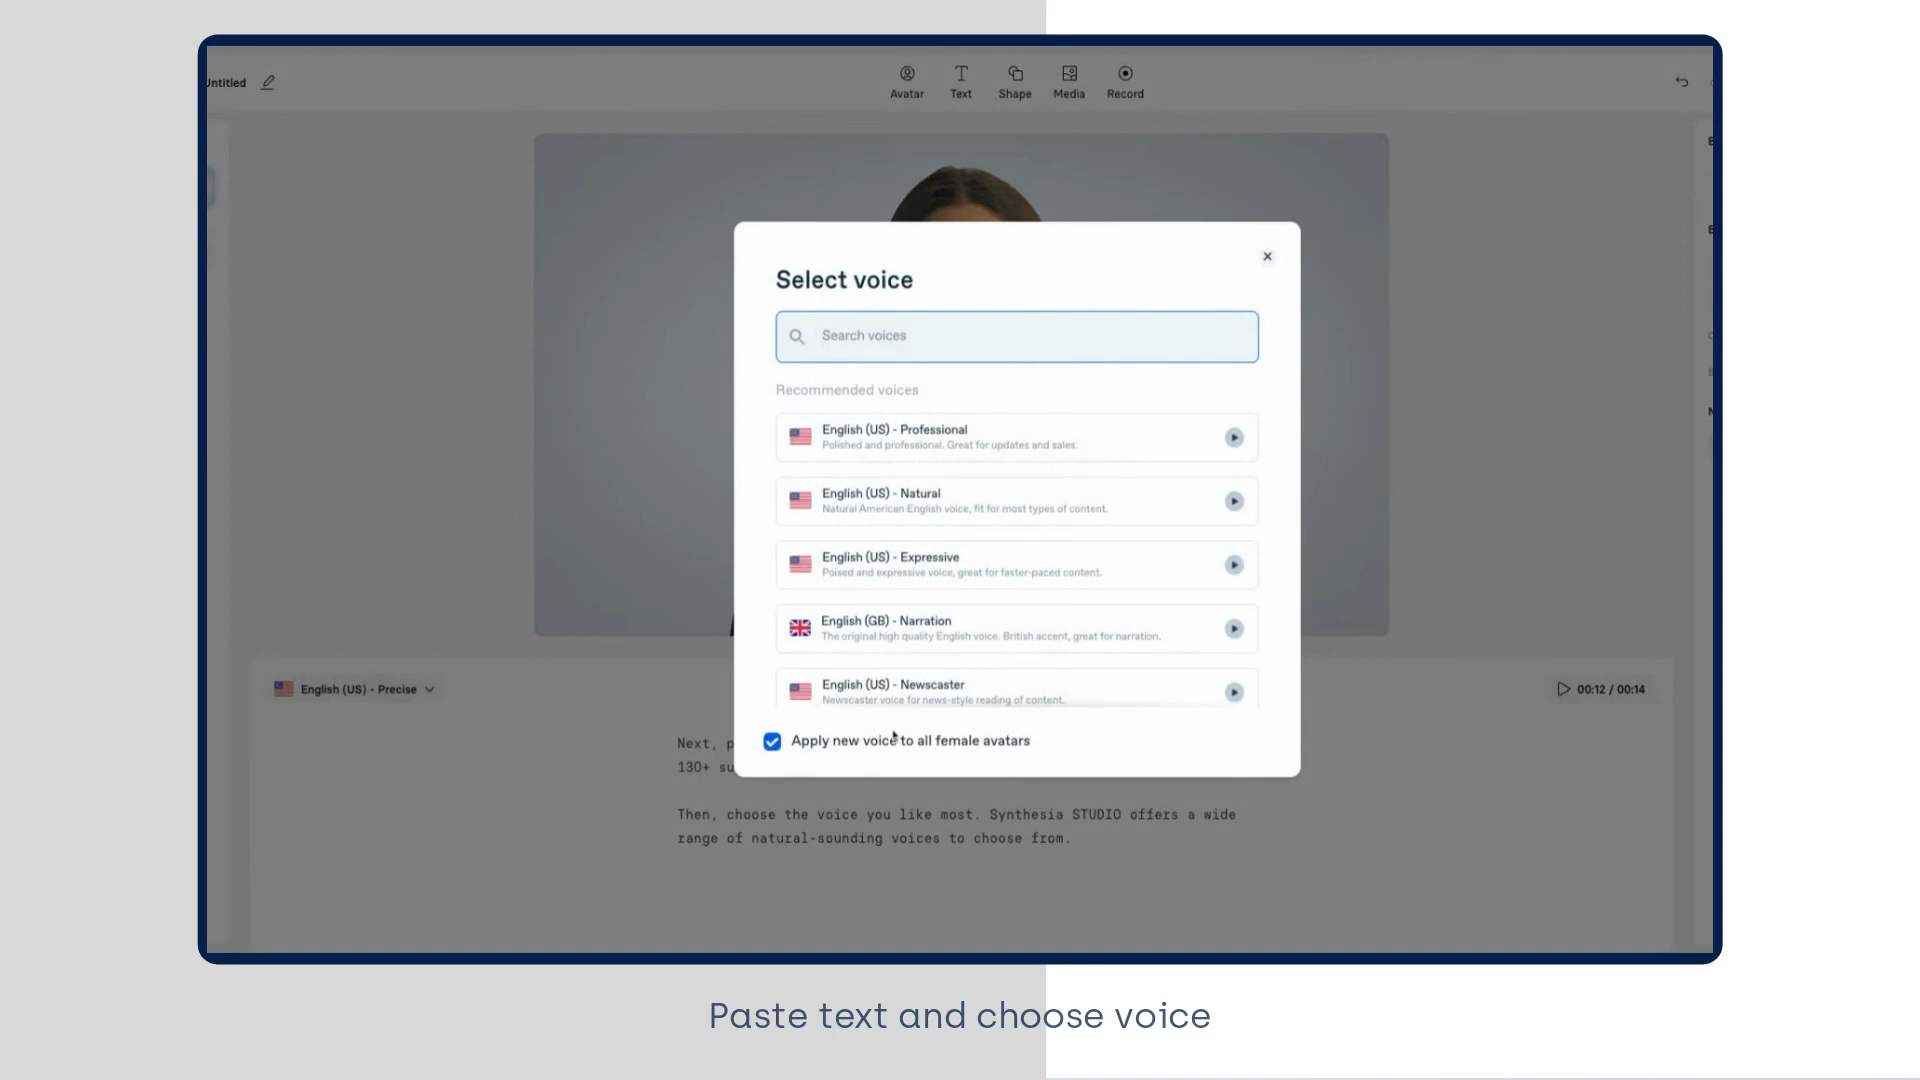 Untitled
Avatar
Text
Shape
Media
Record
Select voice
Search voices
Recommended voices
English (US) - Professional
Polished and professional. Great for updates and sales.
English (US) - Natural
Natural American English voice, fit for most types of content.
English (US) - Expressive
Poised and expressive voice, great for faster-paced content.
English (GB) - Narration
The original high quality English voice. British accent, great for narration.
English (US) - Newscaster
Newscaster voice for news-style reading of content.
Apply new voice to all female avatars
English (US) - Precise
00:12 / 00:14
Next,
130+
Then, choose the voice you like most. Synthesia STUDIO offers a wide
range of natural-sounding voices to choose from.
Paste text and choose voice